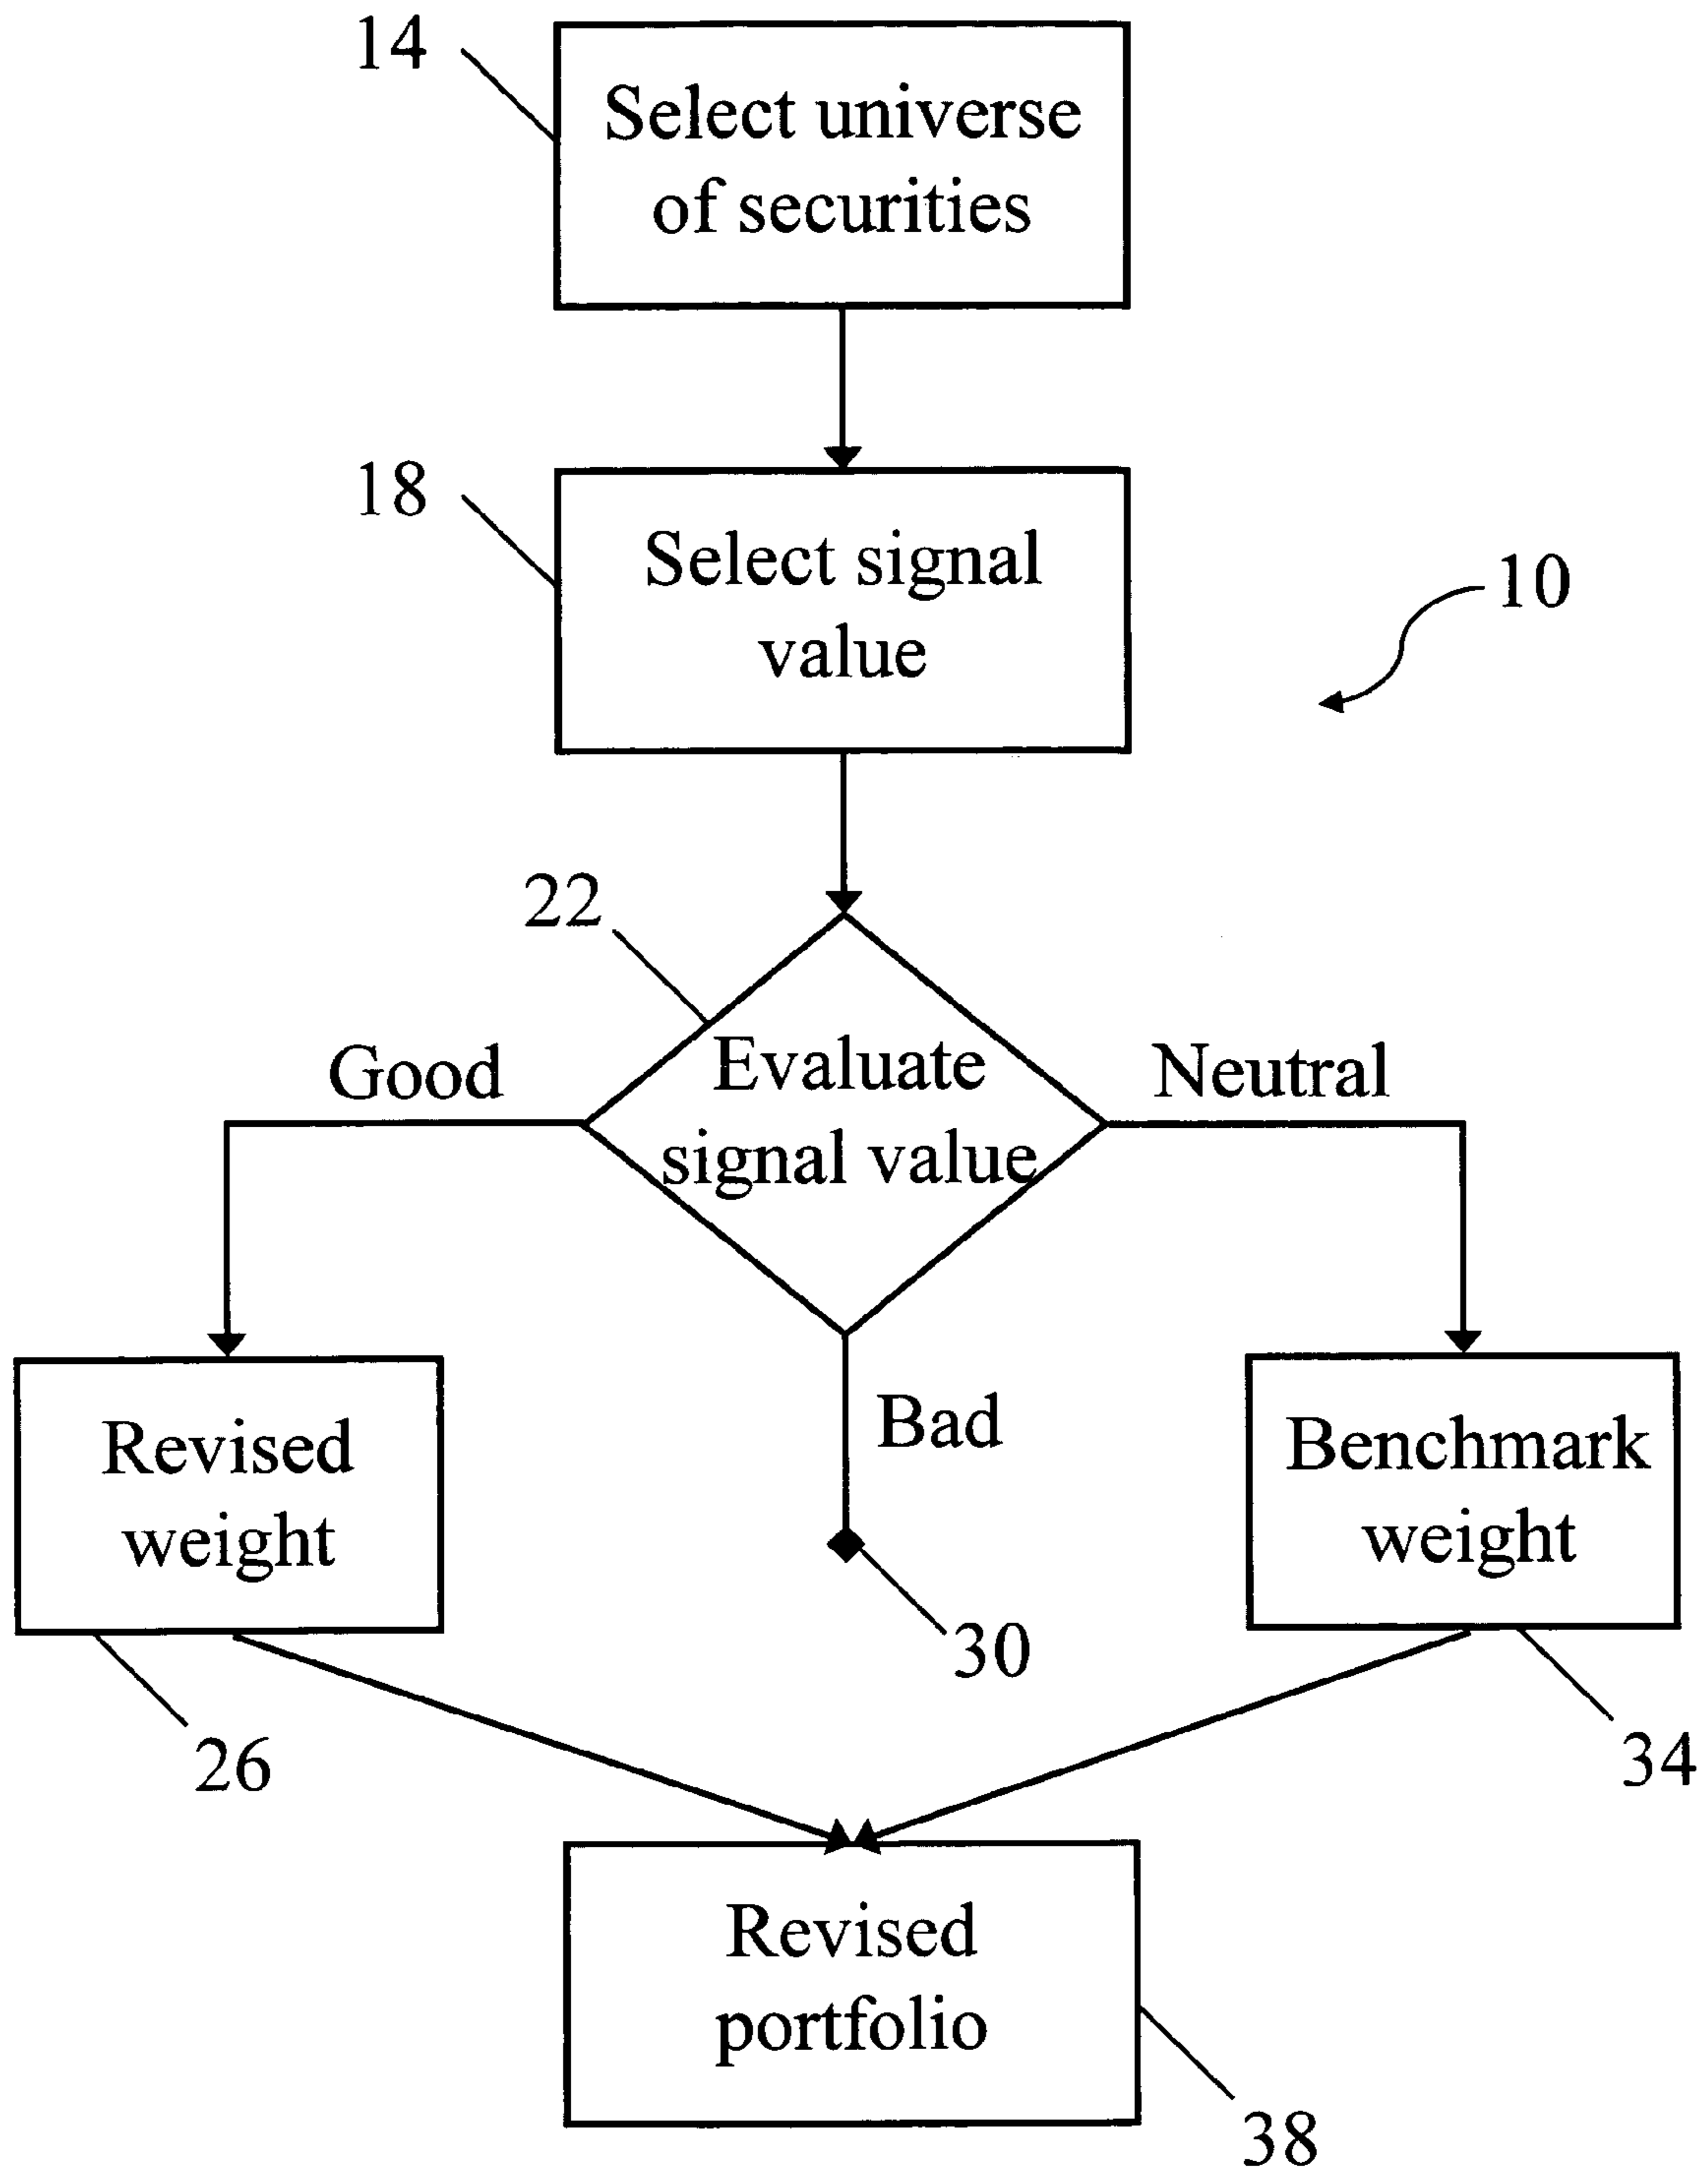 14
Select universe
of securities
18
Select signal
value
10
22
Good
Evaluate
signal value
Neutral
Revised
weight
Bad
Benchmark
weight
30
26
34
Revised
portfolio
38